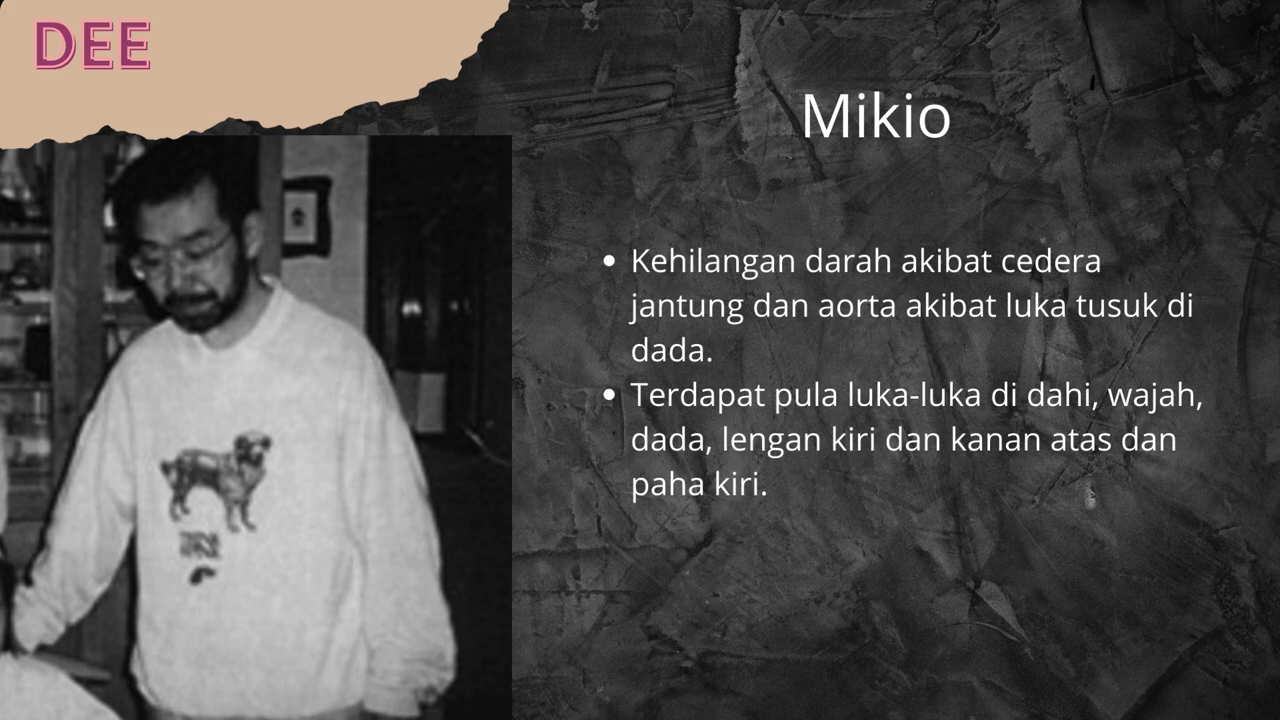 DEE
Mikio
Kehilangan darah akibat cedera
jantung dan aorta akibat luka tusuk di
dada.
Terdapat pula luka-luka di dahi, wajah,
dada, lengan kiri dan kanan atas dan
paha kiri.